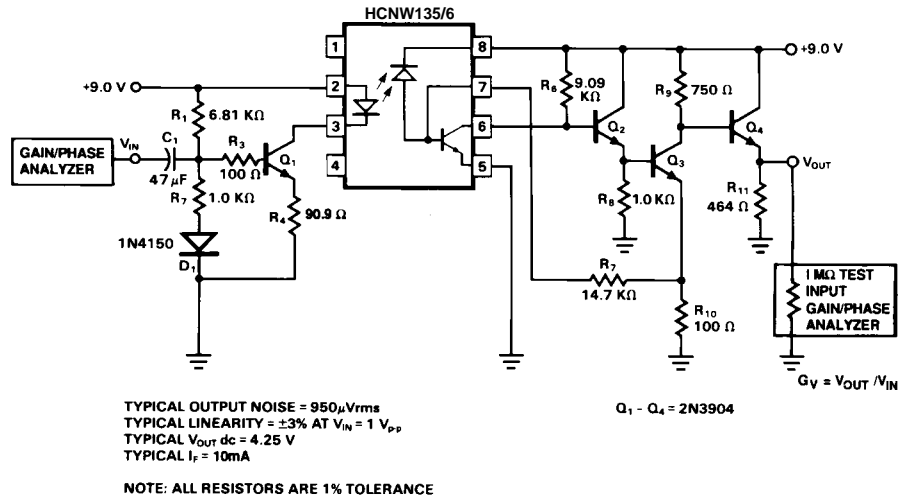 HCNW135/6
1
2
3
4
8
7
6
5
+9.0 V
+9.0 V
R1
6.81 KΩ
GAIN/PHASE
ANALYZER
VIN
C1
47 μF
R3
100 Ω
Q1
R7
1.0 KΩ
R4
90.9 Ω
1N4150
D1
R6
9.09
KΩ
Q2
R9
750 Ω
Q4
Q3
R8
1.0 KΩ
R11
464 Ω
VOUT
R7
14.7 KΩ
R10
100 Ω
1 MΩ TEST
INPUT
GAIN/PHASE
ANALYZER
GV = VOUT /VIN
TYPICAL OUTPUT NOISE = 950μVrms
TYPICAL LINEARITY = ±3% AT VIN = 1 Vp-p
TYPICAL VOUT dc = 4.25 V
TYPICAL IF = 10mA
Q1 - Q4 = 2N3904
NOTE: ALL RESISTORS ARE 1% TOLERANCE